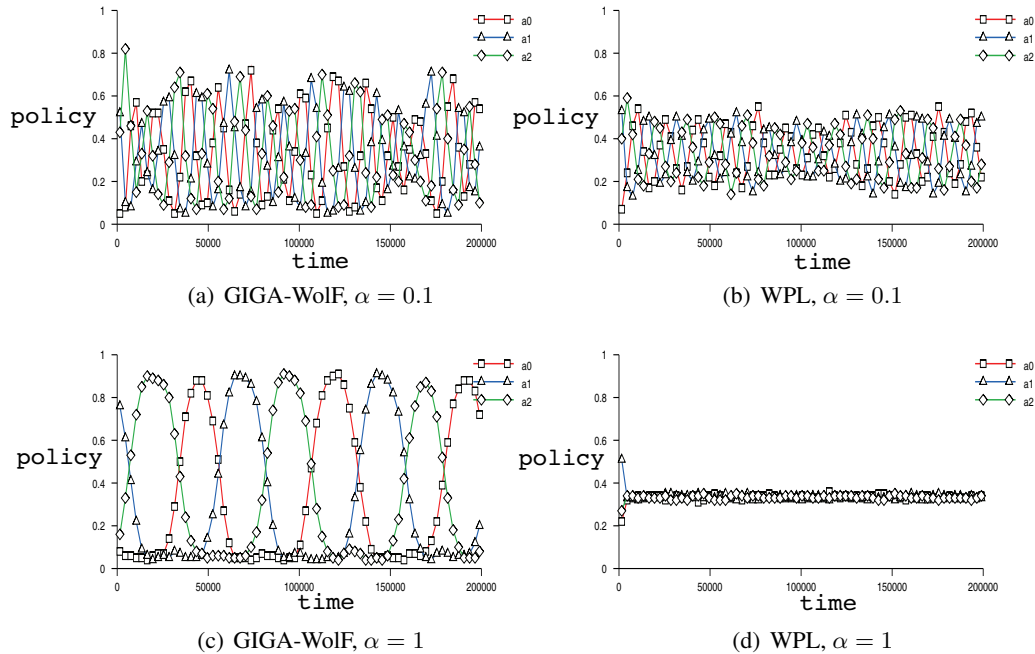 1
0.8
0.6
policy
0.4
0.2
0
0 50000 100000 150000 200000
time
a0
a1
a2
(a) GIGA-WolF, α = 0.1
1
0.8
0.6
policy
0.4
0.2
0
0 50000 100000 150000 200000
time
a0
a1
a2
(b) WPL, α = 0.1
1
0.8
0.6
policy
0.4
0.2
0
0 50000 100000 150000 200000
time
a0
a1
a2
(c) GIGA-WolF, α = 1
1
0.8
0.6
policy
0.4
0.2
0
0 50000 100000 150000 200000
time
a0
a1
a2
(d) WPL, α = 1